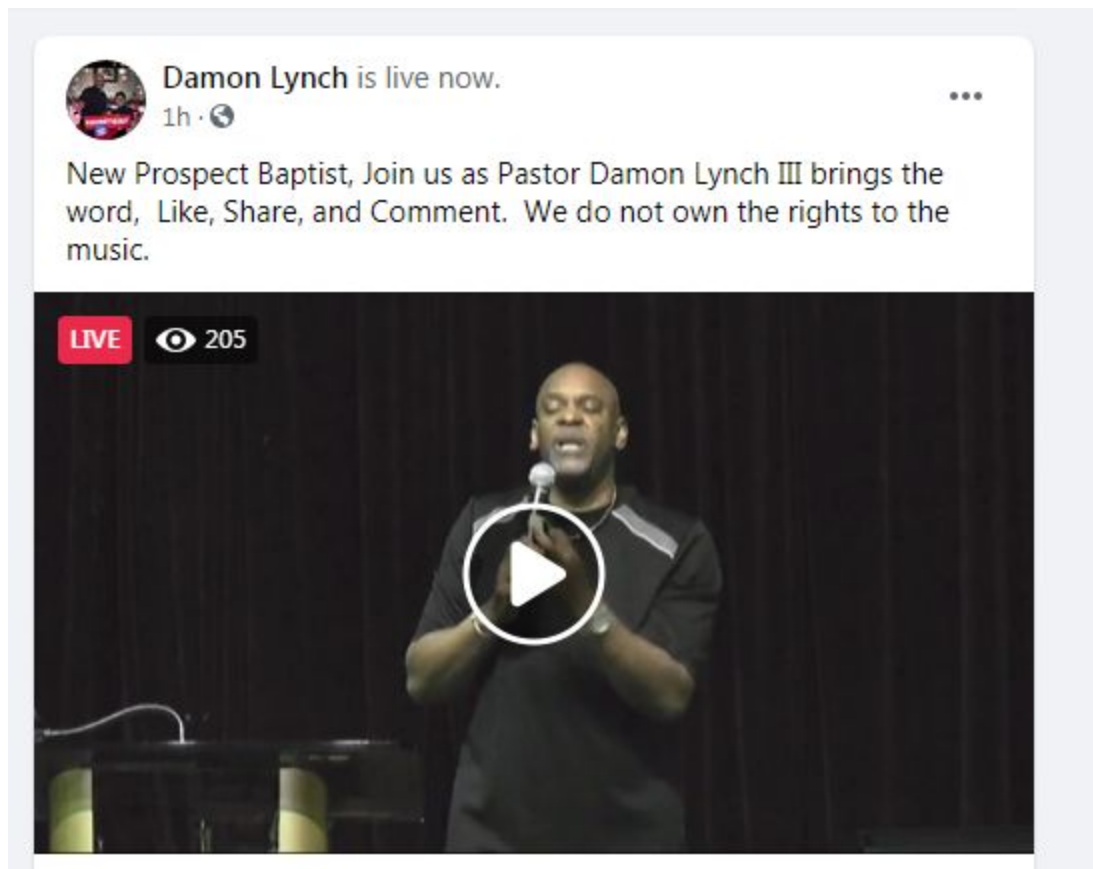 Damon Lynch is live now.
1h ·
New Prospect Baptist, Join us as Pastor Damon Lynch III brings the
word,  Like, Share, and Comment.  We do not own the rights to the
music.
LIVE 205